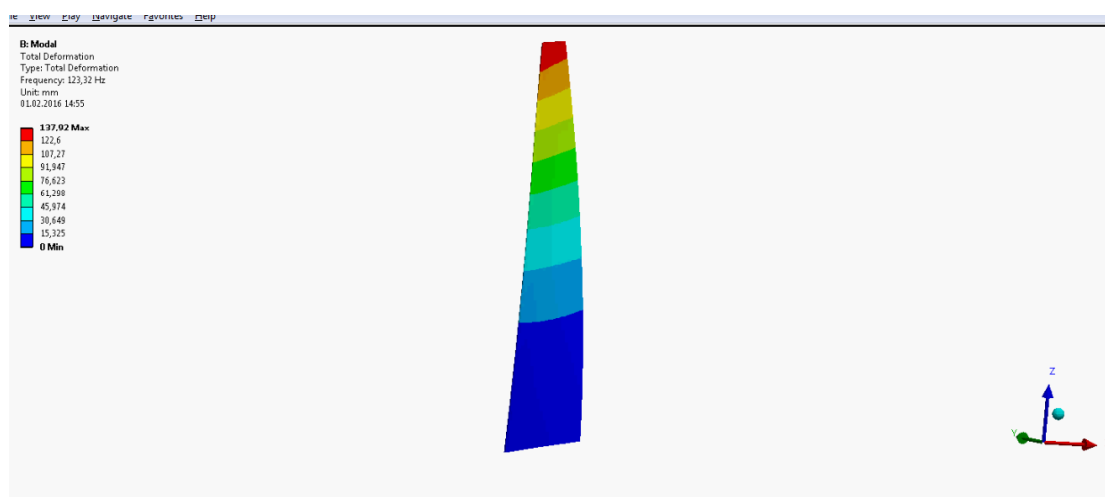 View Play Navigate Favorites Help
B: Modal
Total Deformation
Type: Total Deformation
Frequency: 123,32 Hz
Unit: mm
01.02.2016 14:55
137,92 Max
122,6
107,27
91,947
76,623
61,298
45,974
30,649
15,325
0 Min
Z
Y